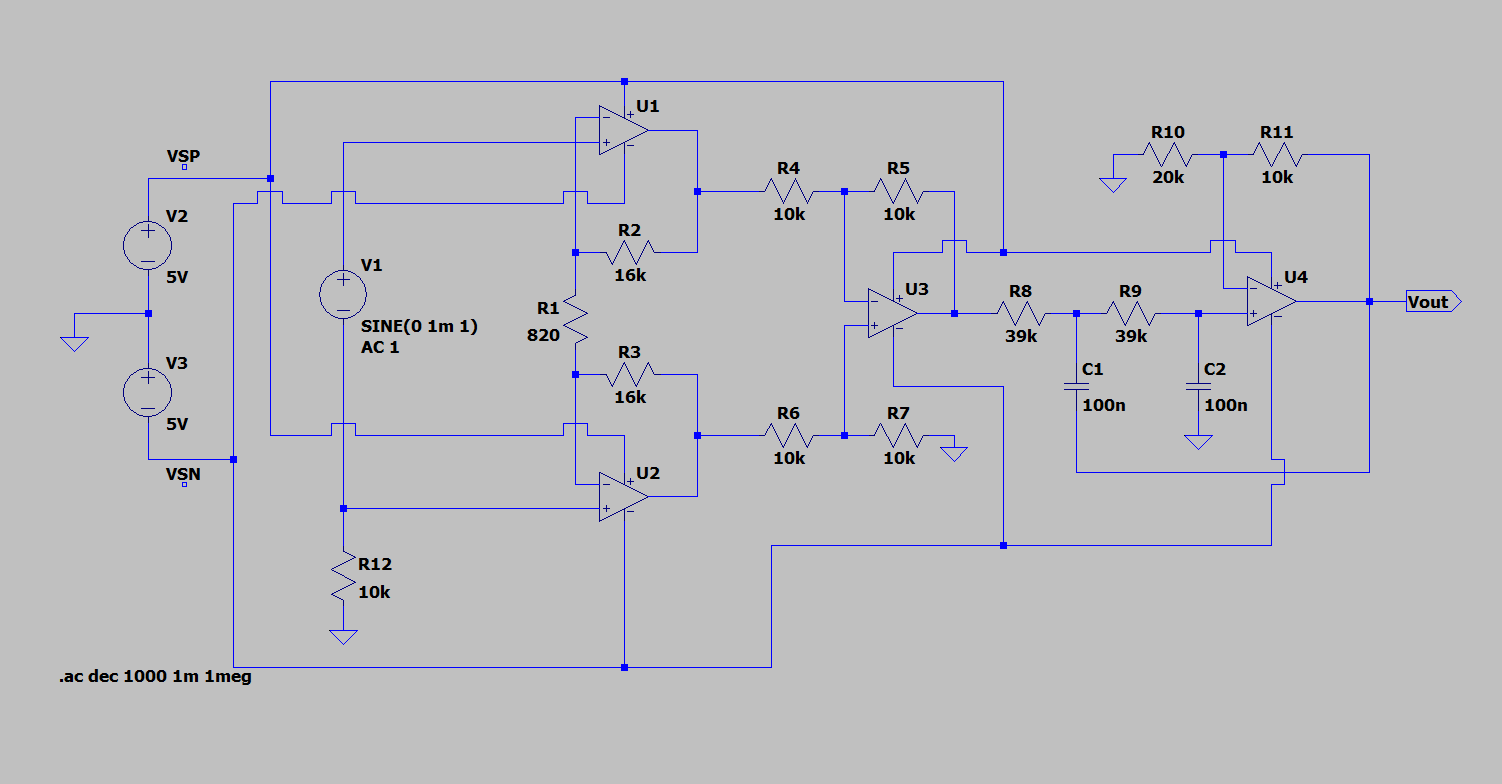 U1
R10
R11
VSP
20k
10k
R4
R5
10k
10k
V2
R2
5V
16k
V1
U4
U3
R8
R9
Vout
R1
820
SINE(0 1m 1)
AC 1
39k
39k
R3
V3
C1
C2
16k
100n
100n
R6
R7
5V
10k
10k
VSN
U2
R12
10k
.ac dec 1000 1m 1meg